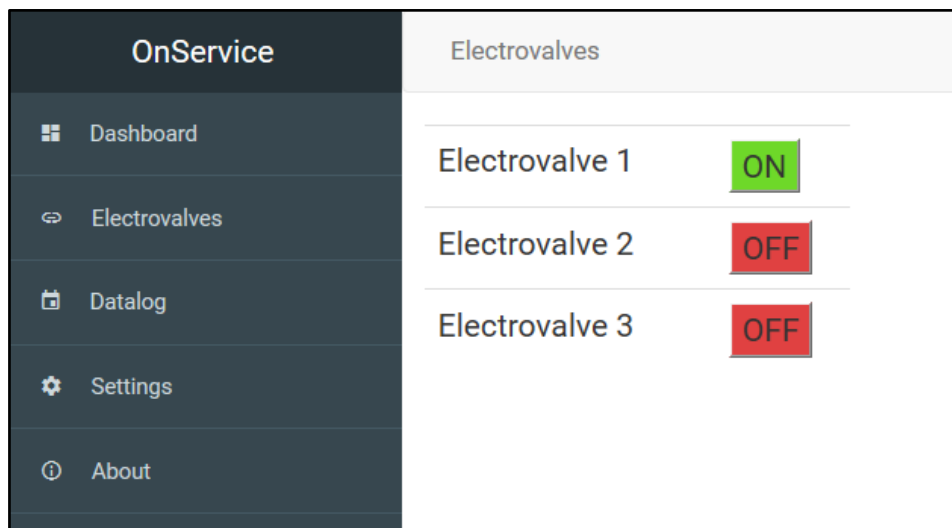 OnService
Dashboard
Electrovalves
Datalog
Settings
About
Electrovalves
Electrovalve 1 ON
Electrovalve 2 OFF
Electrovalve 3 OFF